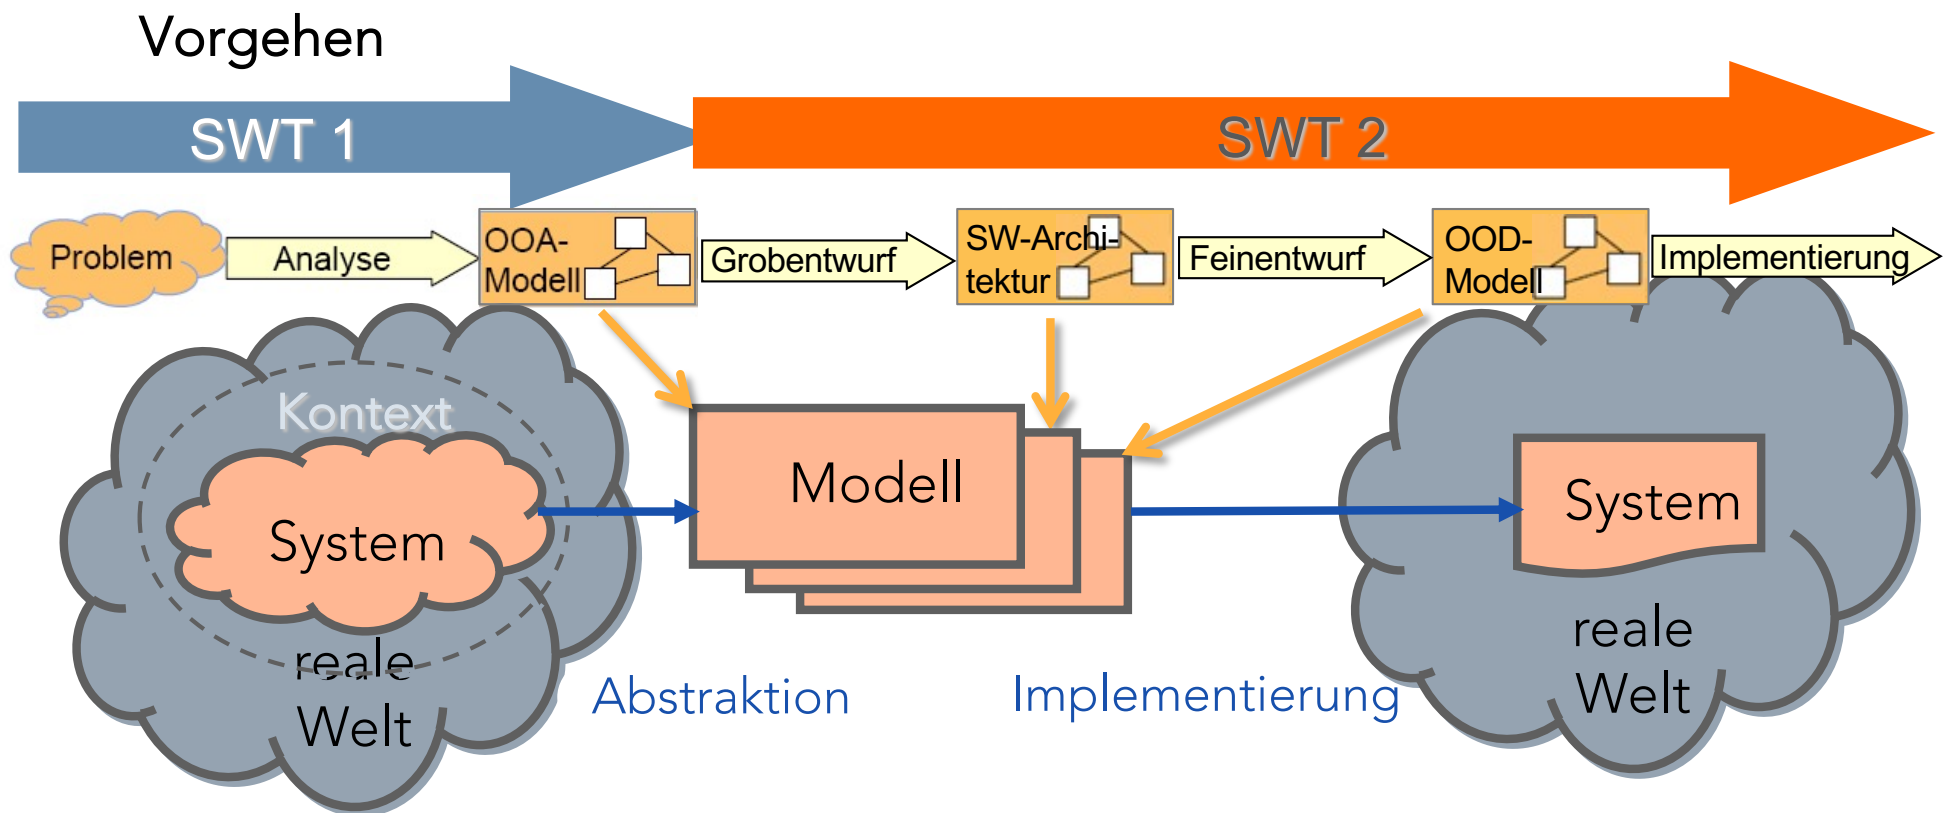 Vorgehen
SWT 1
SWT 2
Problem
Analyse
OOA-
Modell
Grobentwurf
SW-Archi-
tektur
Feinentwurf
OOD-
Modell
Implementierung
Kontext
System
reale
Welt
Modell
Abstraktion
Implementierung
System
reale
Welt